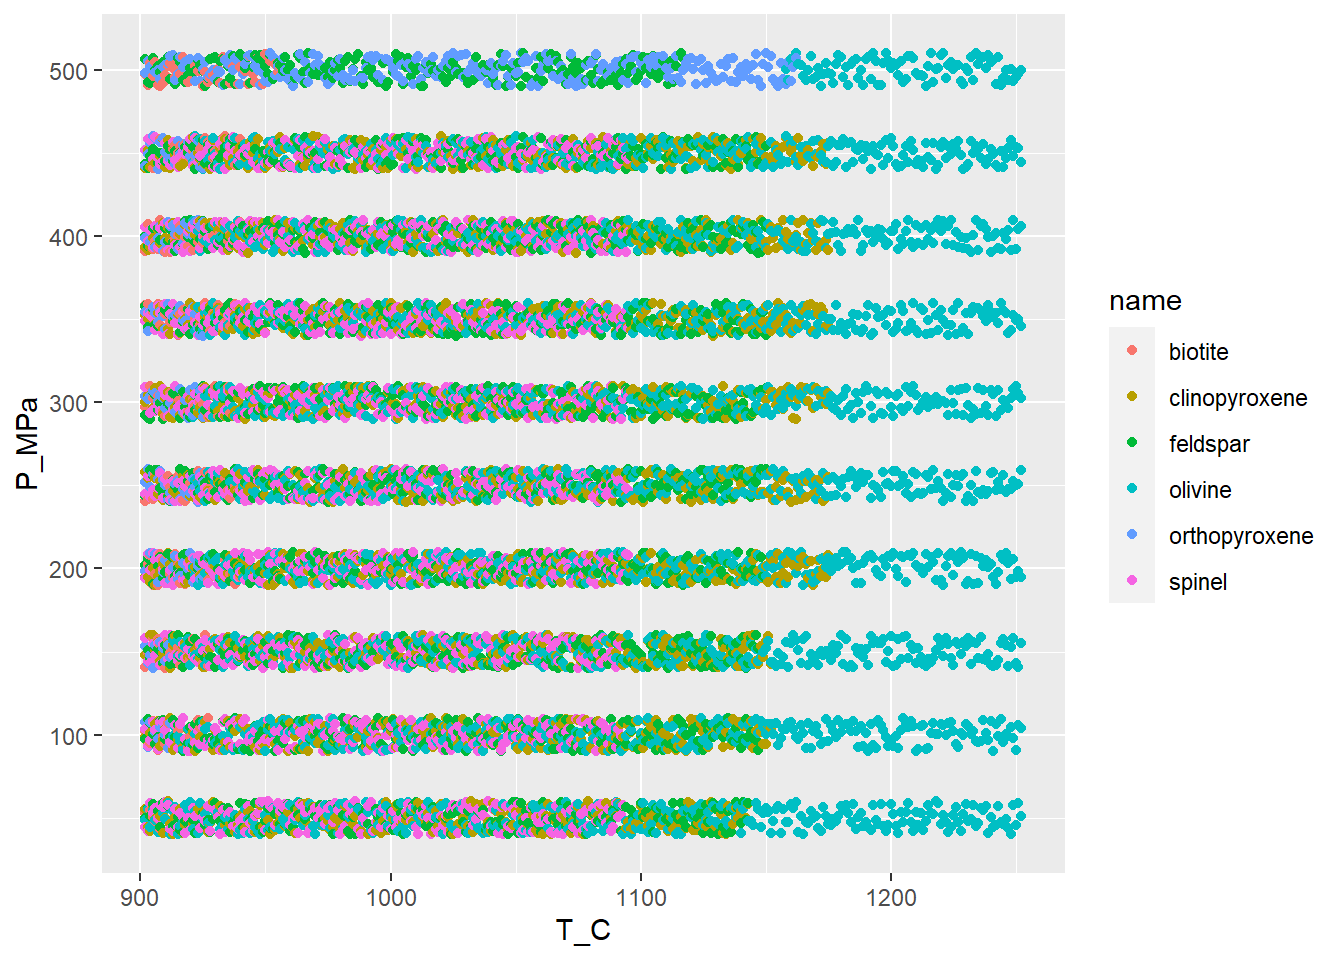 500
400
300
200
100
P_MPa
900
1000
1100
1200
T_C
name
biotite
clinopyroxene
feldspar
olivine
orthopyroxene
spinel